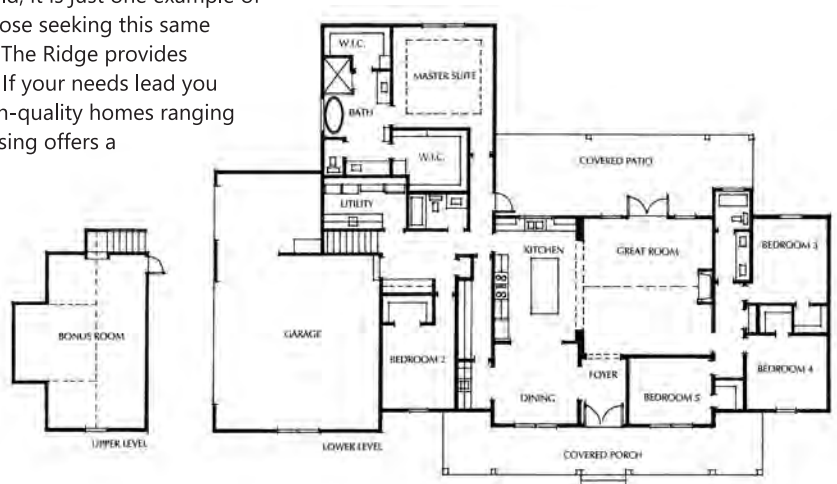 ld, it is just one example of
ose seeking this same
The Ridge provides
If your needs lead you
h-quality homes ranging
sing offers a
W.I.C.
MASTER SUITE
BATH
W.I.C.
COVERED PATIO
UTILITY
KITCHEN
GREAT ROOM
BEDROOM 3
BONUS ROOM
GARAGE
BEDROOM 2
FOYER
BEDROOM 4
DINING
BEDROOM 5
UPPER LEVEL
LOWER LEVEL
COVERED PORCH